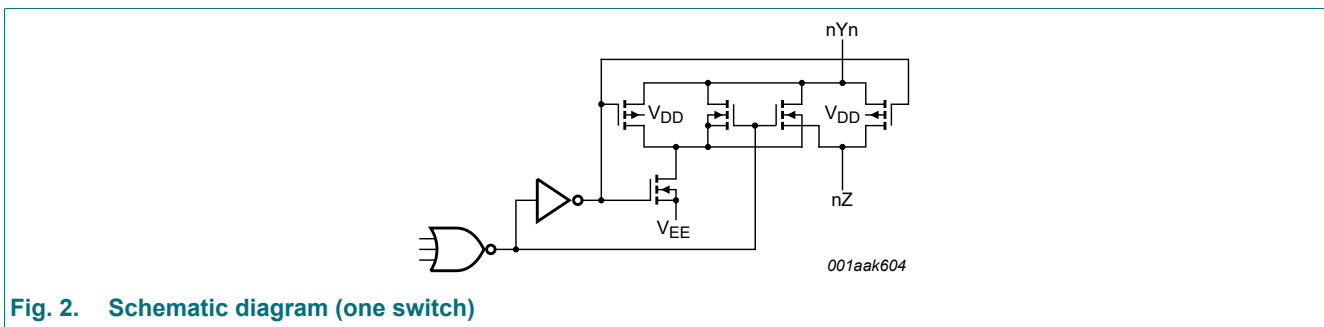 nYn
VDD
VDD
nZ
VEE
001aak604
Fig. 2. Schematic diagram (one switch)